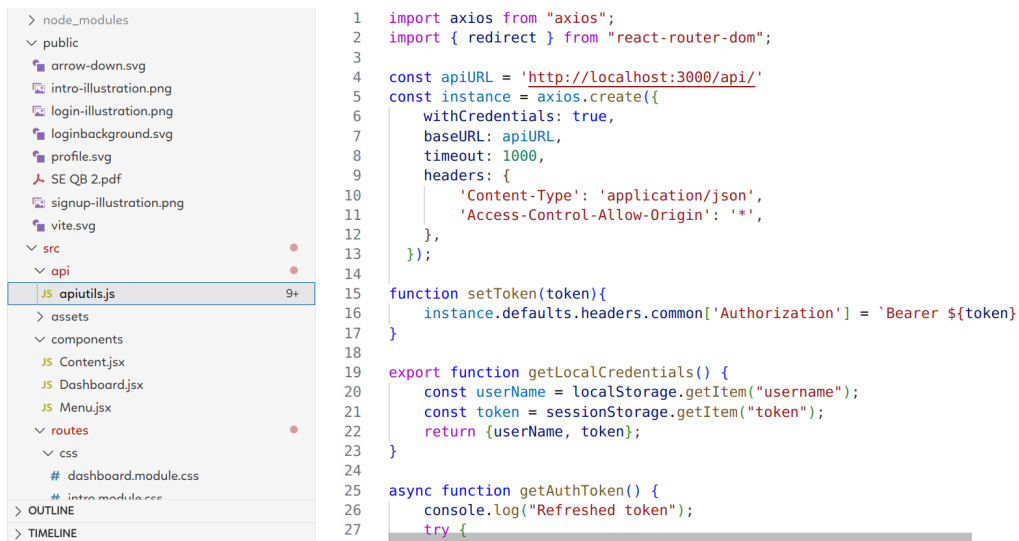 node_modules
public
arrow-down.svg
intro-illustration.png
login-illustration.png
loginbackground.svg
profile.svg
SE QB 2.pdf
signup-illustration.png
vite.svg
src
api
JS apiutils.js 9+
assets
components
JS Content.jsx
JS Dashboard.jsx
JS Menu.jsx
routes
css
# dashboard.module.css
# intro.module.css
OUTLINE
TIMELINE
1 import axios from "axios";
2 import { redirect } from "react-router-dom";
3
4 const apiURL = 'http://localhost:3000/api/'
5 const instance = axios.create({
6     withCredentials: true,
7     baseURL: apiURL,
8     timeout: 1000,
9     headers: {
10         'Content-Type': 'application/json',
11         'Access-Control-Allow-Origin': '*',
12     },
13   });
14
15 function setToken(token){
16     instance.defaults.headers.common['Authorization'] = `Bearer ${token}
17 }
18
19 export function getLocalCredentials() {
20     const userName = localStorage.getItem("username");
21     const token = sessionStorage.getItem("token");
22     return {userName, token};
23 }
24
25 async function getAuthToken() {
26     console.log("Refreshed token");
27     try {